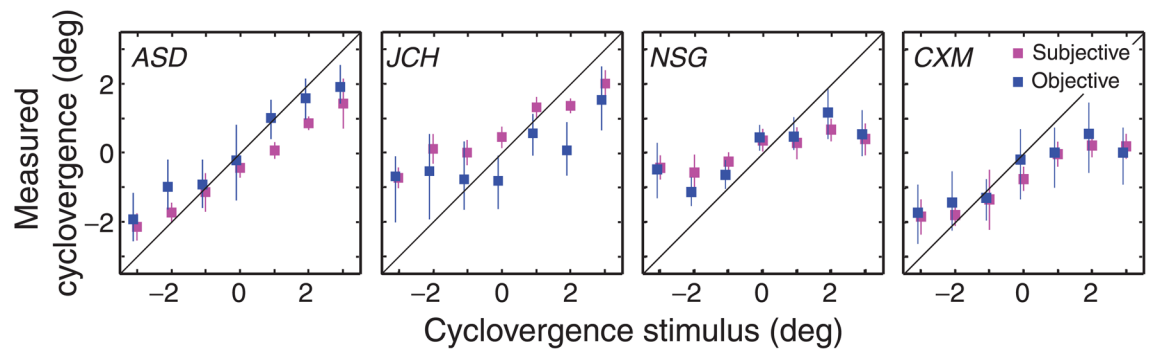 Measured
cyclovergence (deg)
2
0
−2
ASD
JCH
NSG
CXM
Subjective
Objective
−2 0 2
−2 0 2
−2 0 2
−2 0 2
Cyclovergence stimulus (deg)